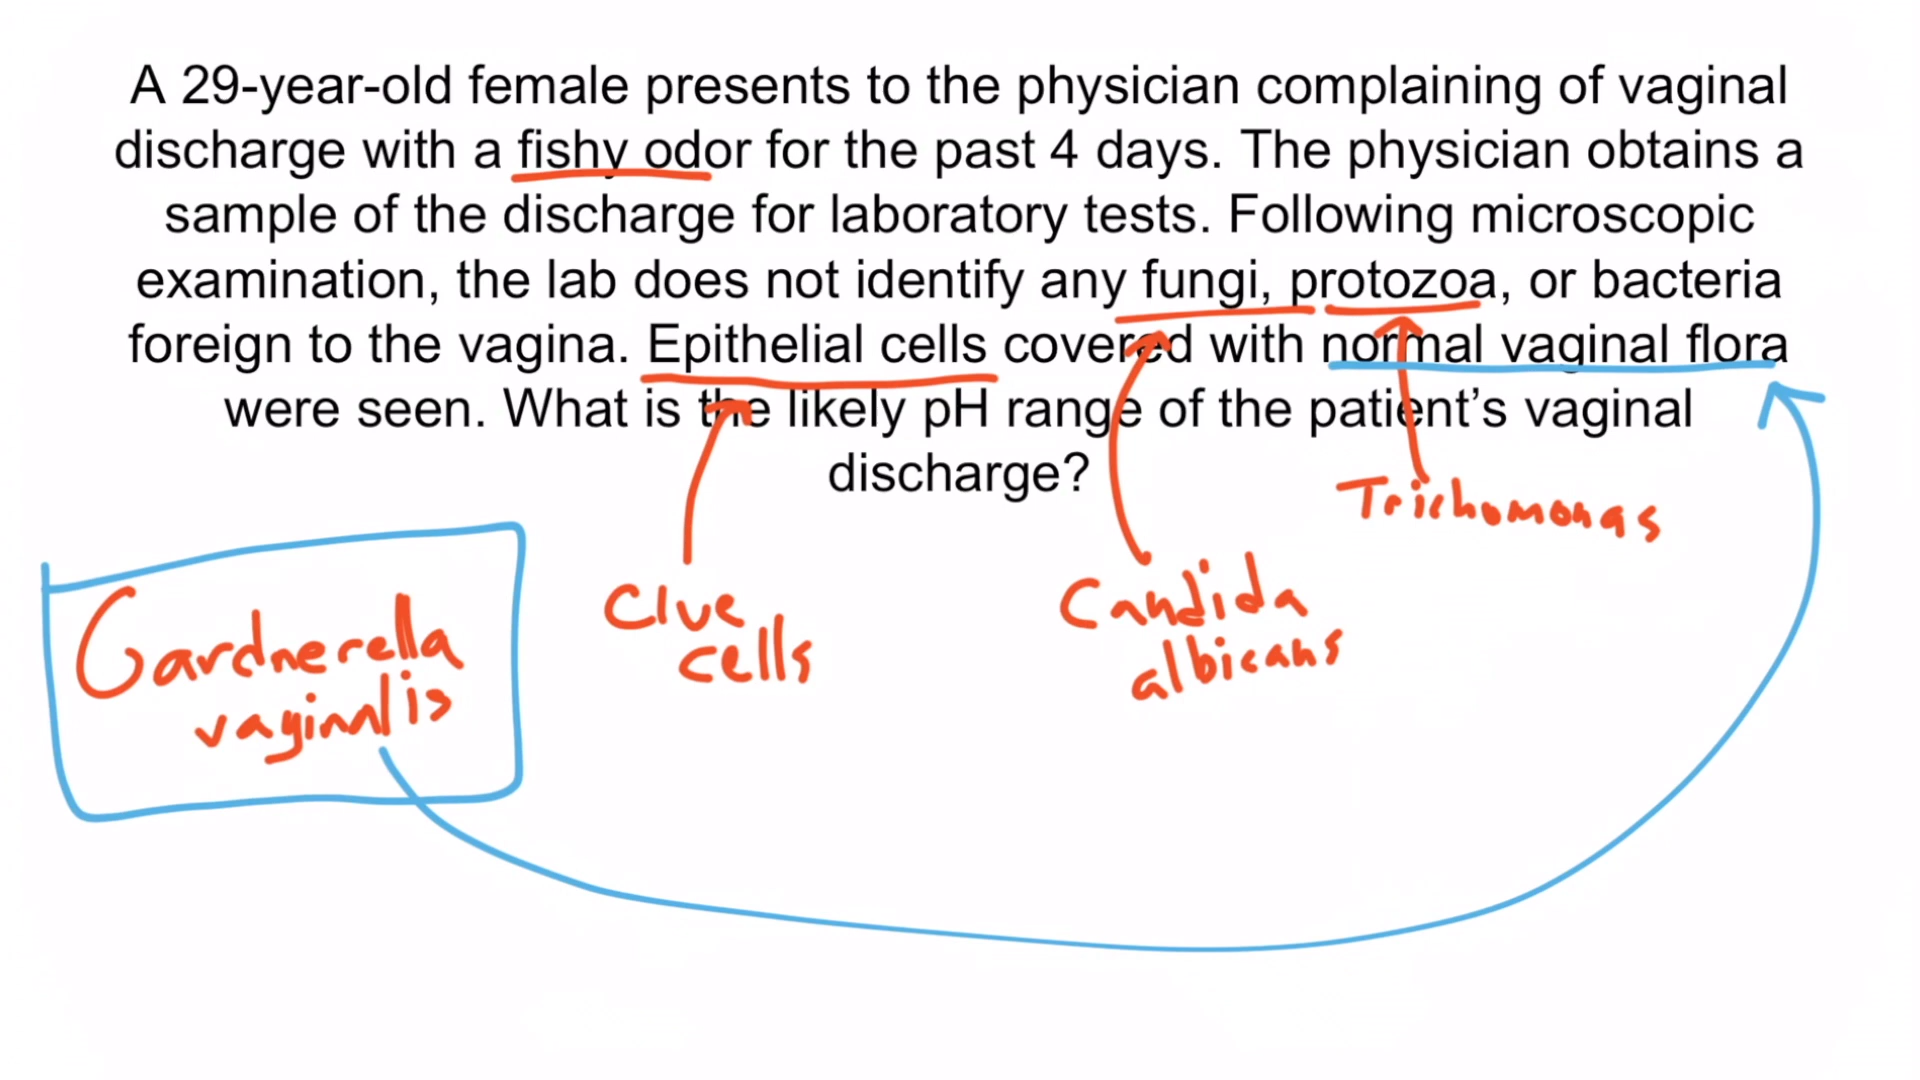 A 29-year-old female presents to the physician complaining of vaginal
discharge with a fishy odor for the past 4 days. The physician obtains a
sample of the discharge for laboratory tests. Following microscopic
examination, the lab does not identify any fungi, protozoa, or bacteria
foreign to the vagina. Epithelial cells covered with normal vaginal flora
were seen. What is the likely pH range of the patient’s vaginal
discharge?
Trichomonas
Gardnerella
vaginalis
Clue
cells
Candida
albicans